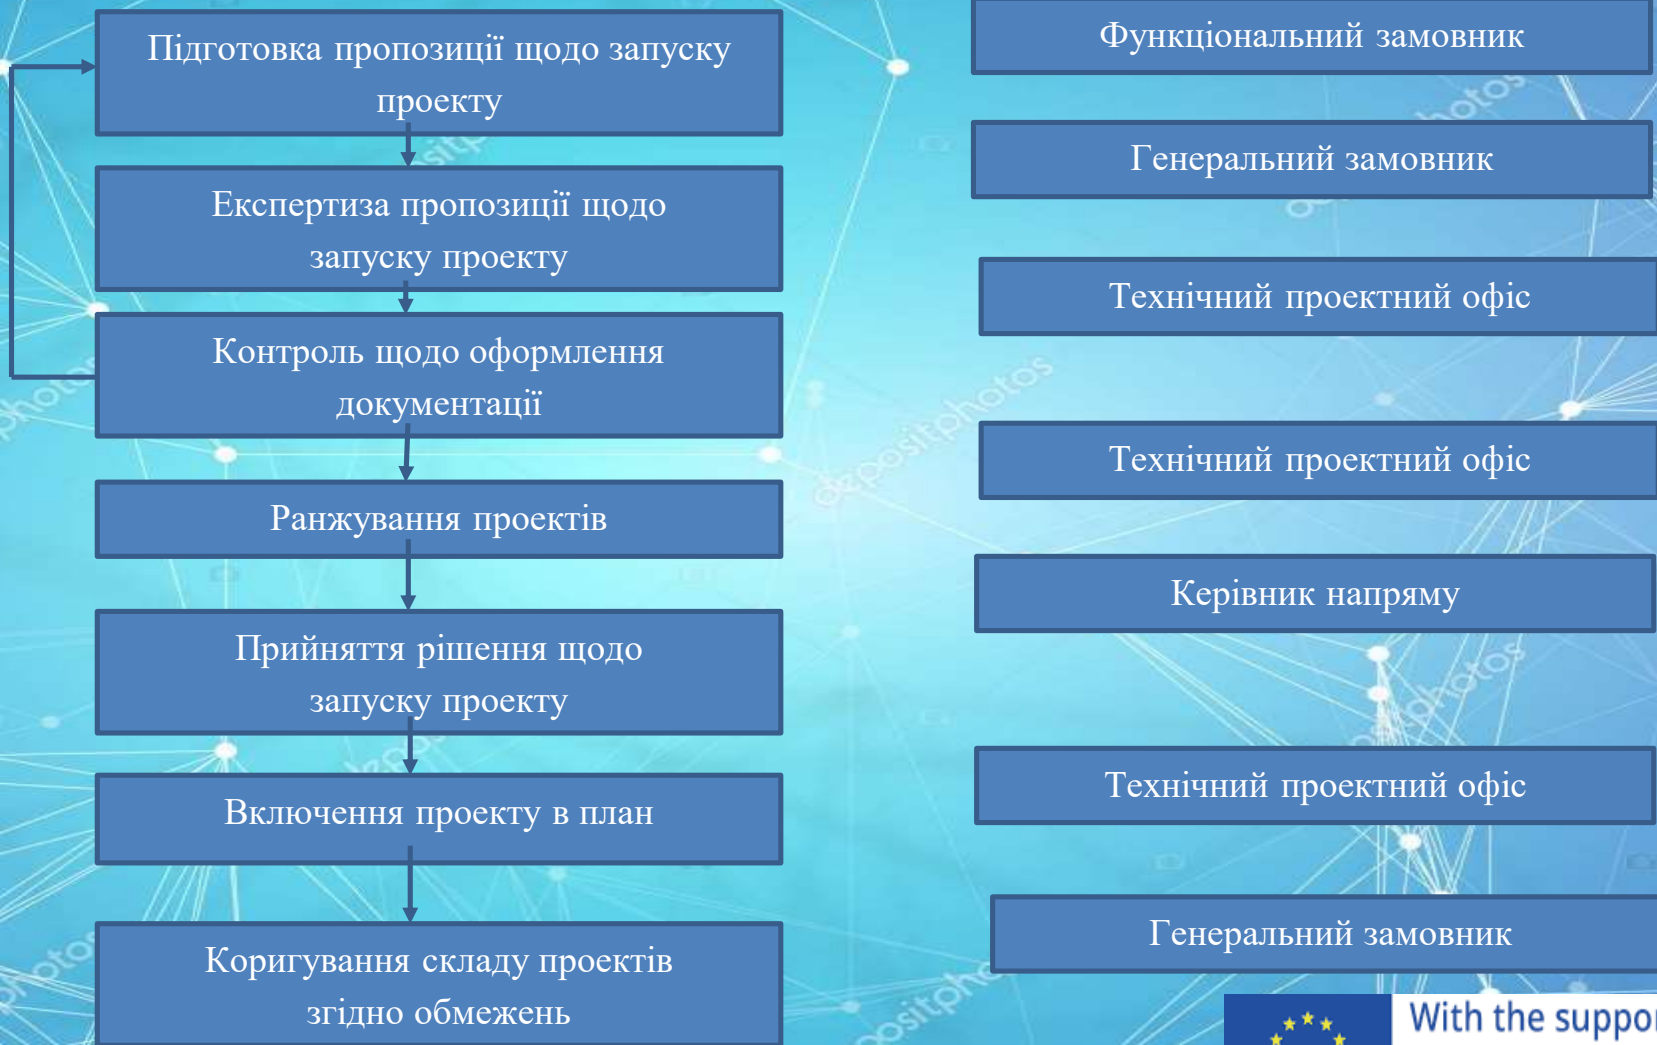 Підготовка пропозиції щодо запуску
проекту
Функціональний замовник
Генеральний замовник
Експертиза пропозиції щодо
запуску проекту
Технічний проектний офіс
Контроль щодо оформлення
документації
Технічний проектний офіс
Ранжування проектів
Керівник напряму
Прийняття рішення щодо
запуску проекту
Технічний проектний офіс
Включення проекту в план
Генеральний замовник
Коригування складу проектів
згідно обмежень
With the suppor
depositphotos